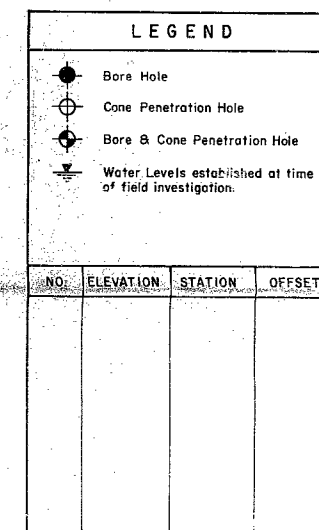 LEGEND
Bore Hole
Cone Penetration Hole
Bore & Cone Penetration Hole
Water Levels established at time
of field investigation.
NO. ELEVATION STATION OFFSET